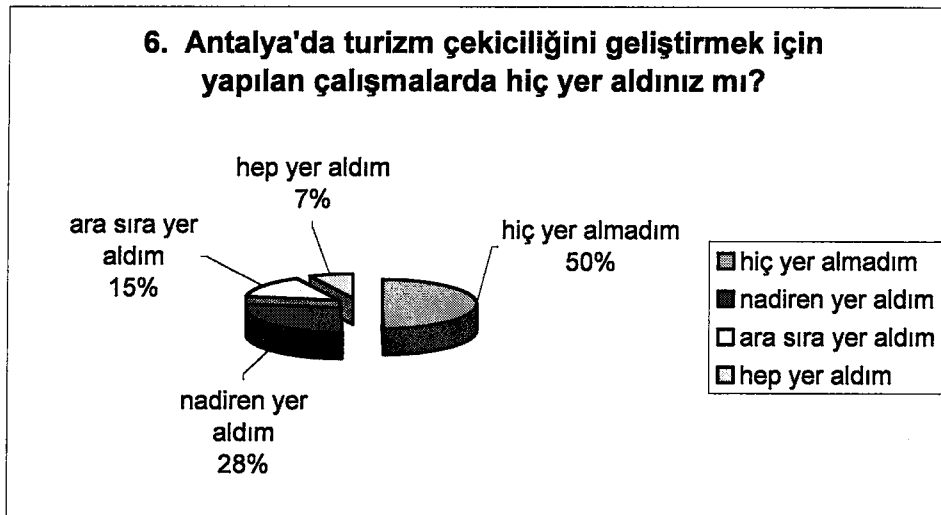 6. Antalya'da turizm çekiciliğini geliştirmek için
yapılan çalışmalarda hiç yer aldınız mı?
hep yer aldım
7%
ara sıra yer
aldım
15%
hiç yer almadım
50%
nadiren yer
aldım
28%
hiç yer almadım
nadiren yer aldım
ara sıra yer aldım
hep yer aldım